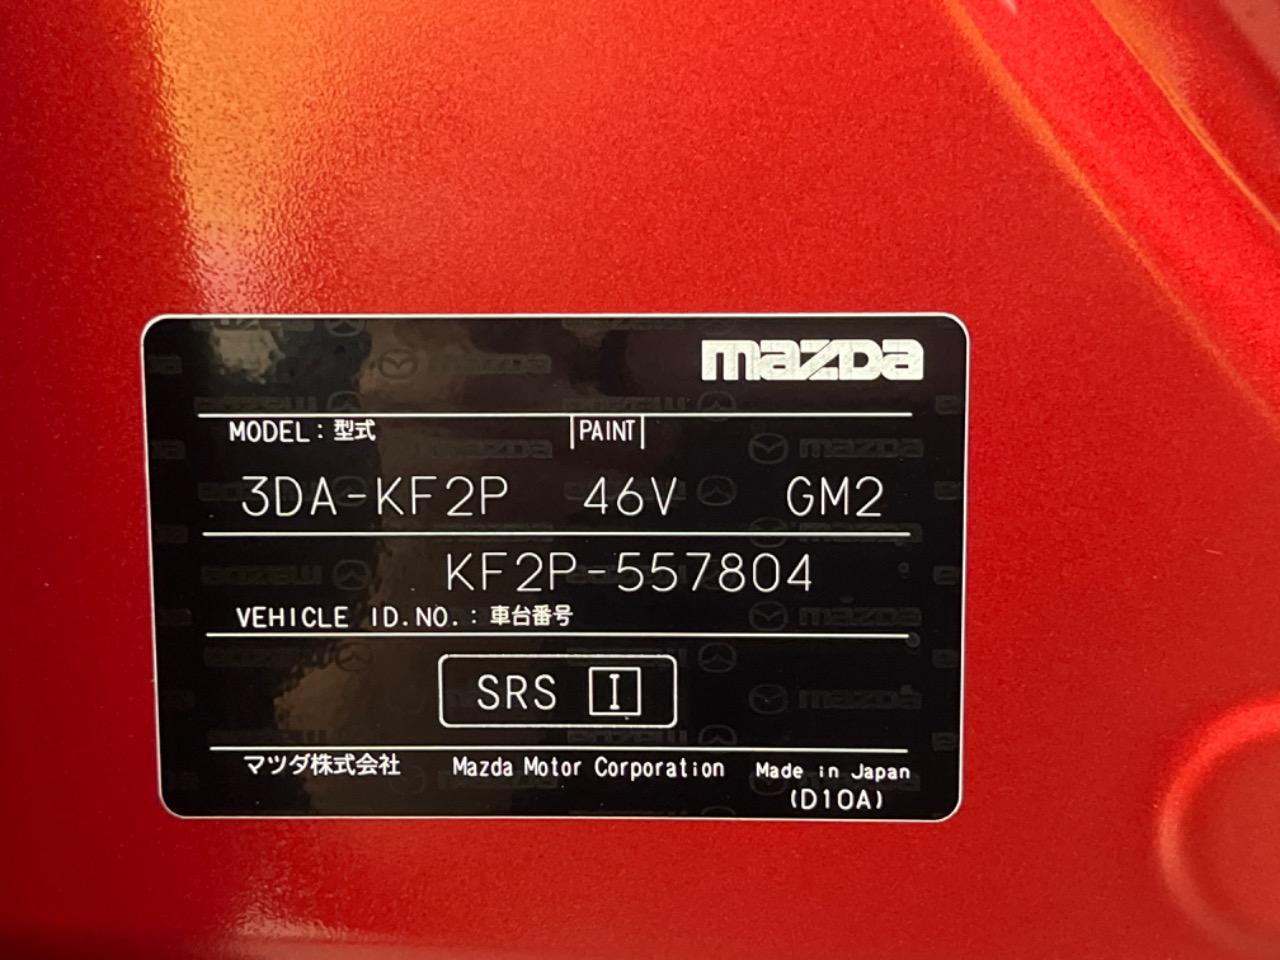 mazda
MODEL：型式 PAINT
3DA-KF2P 46V GM2
KF2P-557804
VEHICLE ID.NO.：車台番号
SRS I
マツダ株式会社 Mazda Motor Corporation Made in Japan
(D10A)